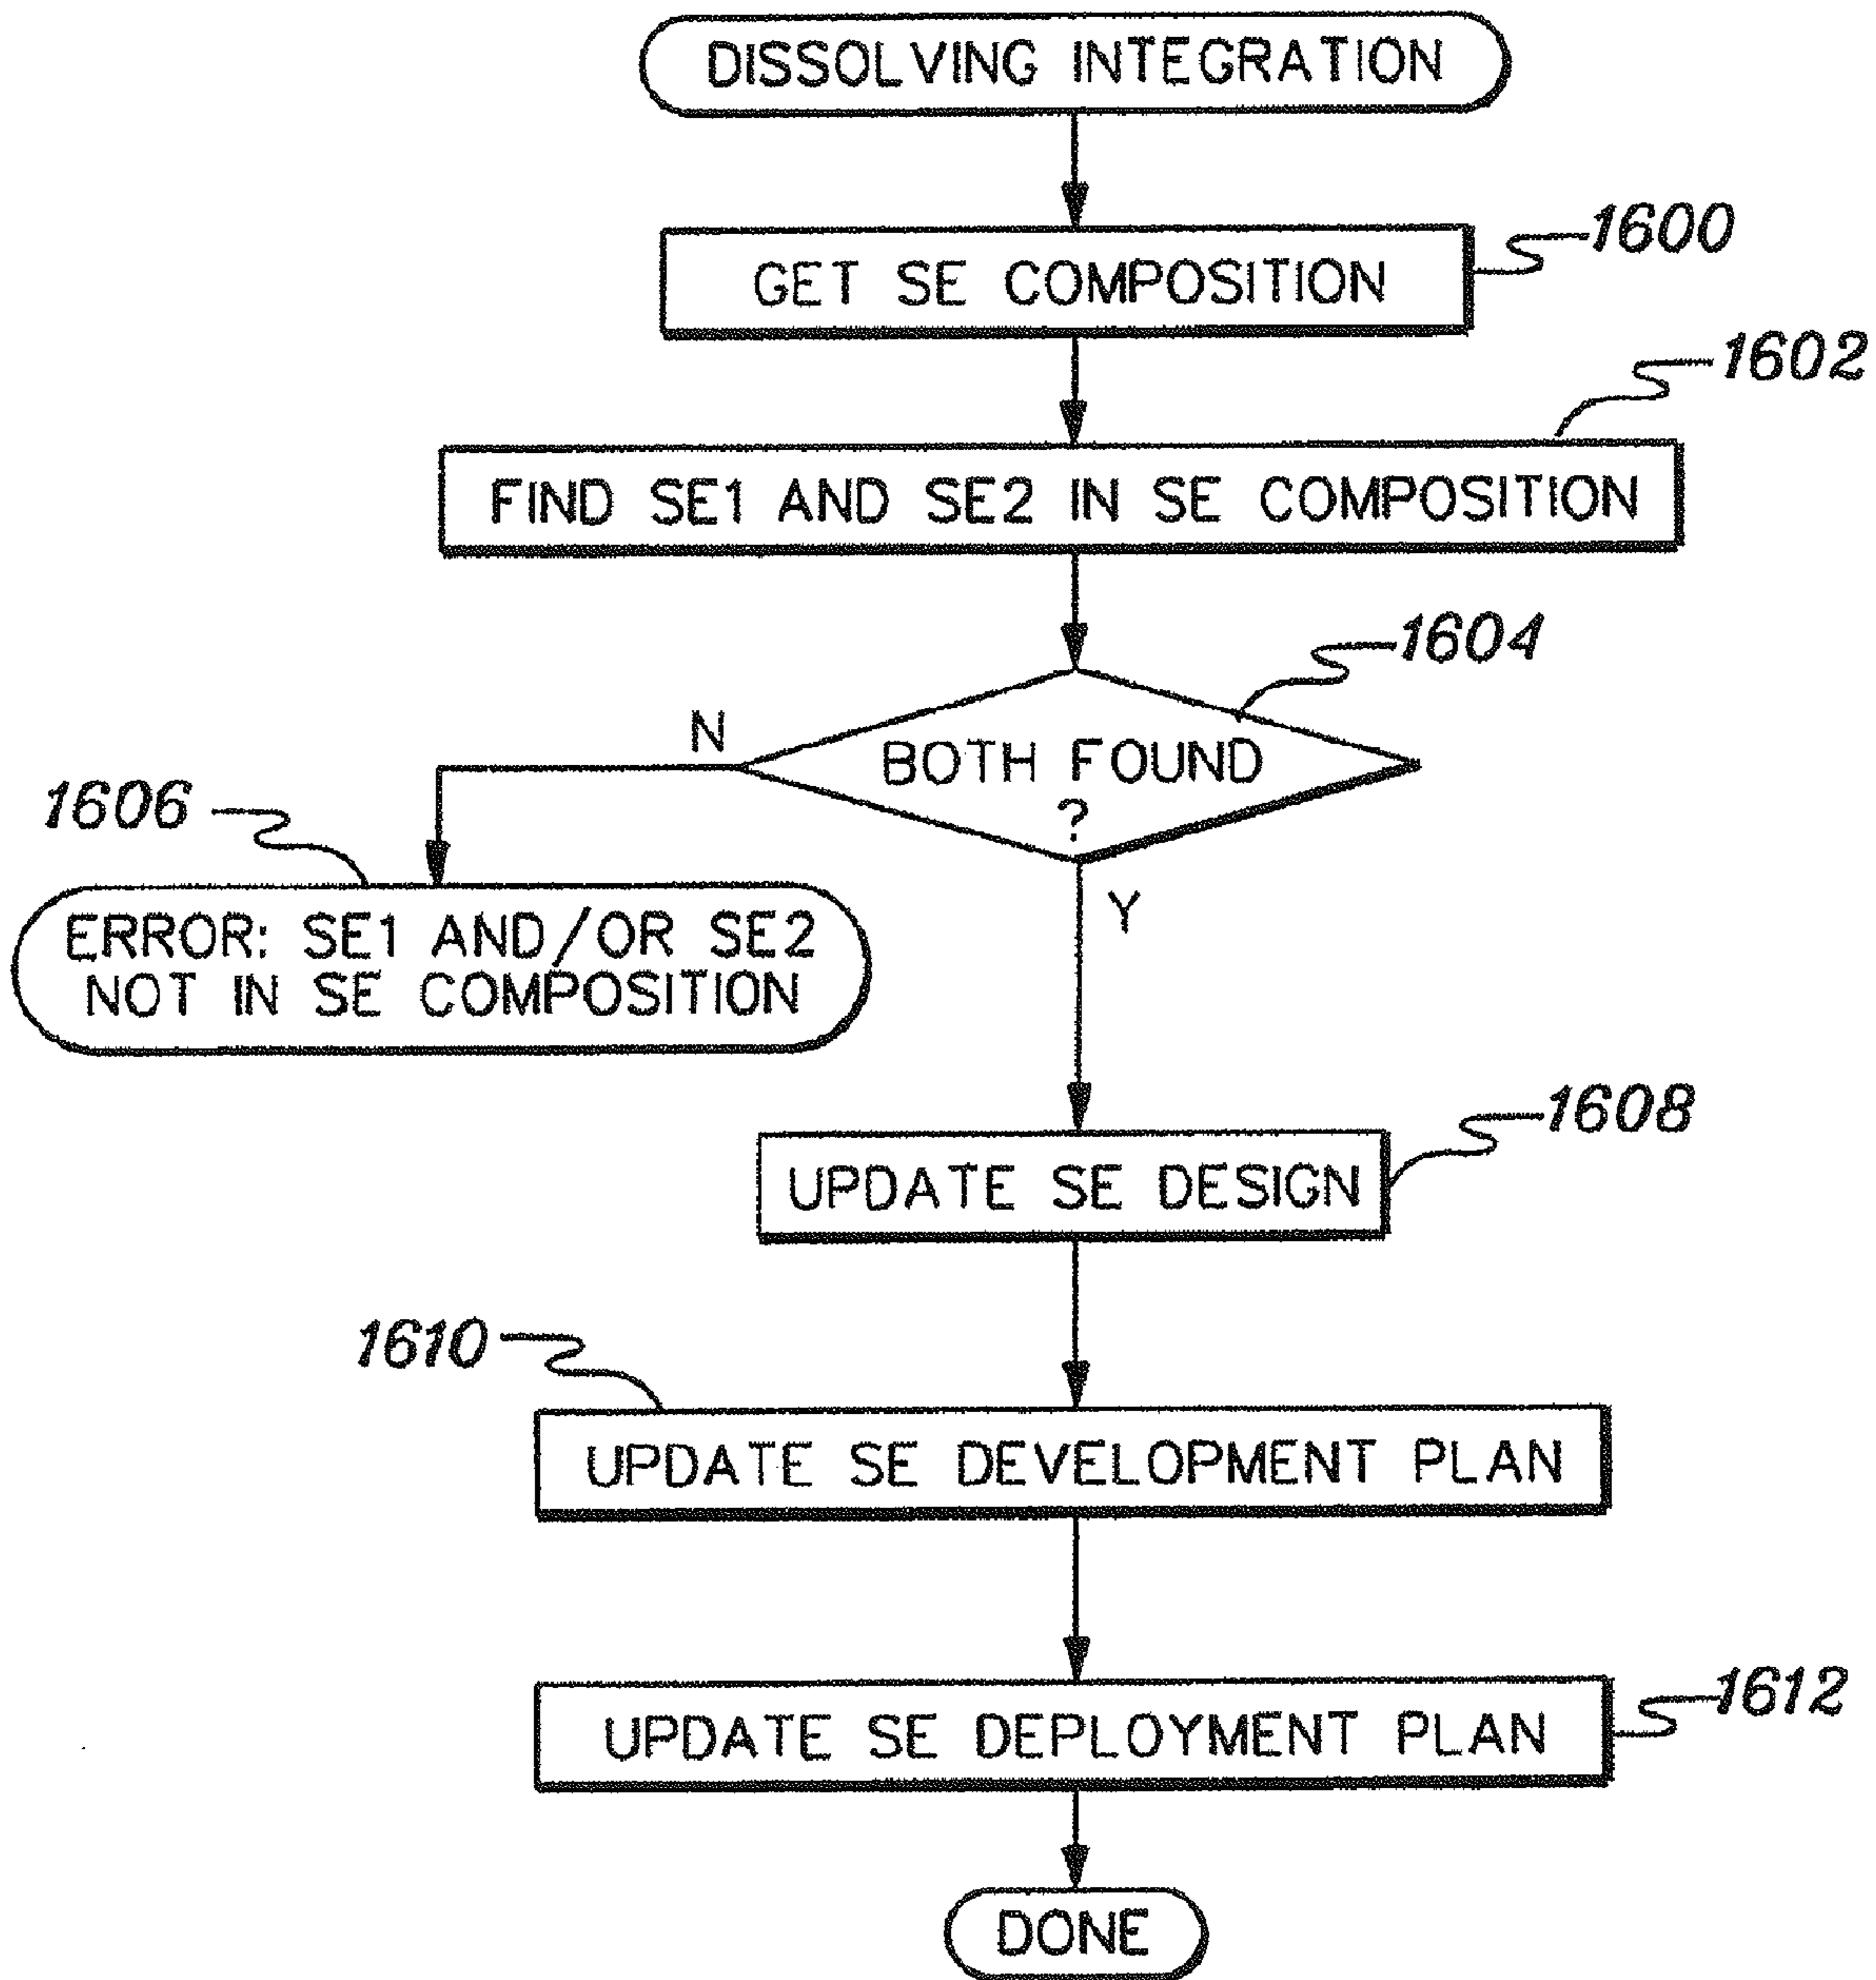 DISSOLVING INTEGRATION
1600
GET SE COMPOSITION
1602
FIND SE1 AND SE2 IN SE COMPOSITION
1604
N
BOTH FOUND
?
1606
Y
ERROR: SE1 AND/OR SE2
NOT IN SE COMPOSITION
1608
UPDATE SE DESIGN
1610
UPDATE SE DEVELOPMENT PLAN
1612
UPDATE SE DEPLOYMENT PLAN
DONE